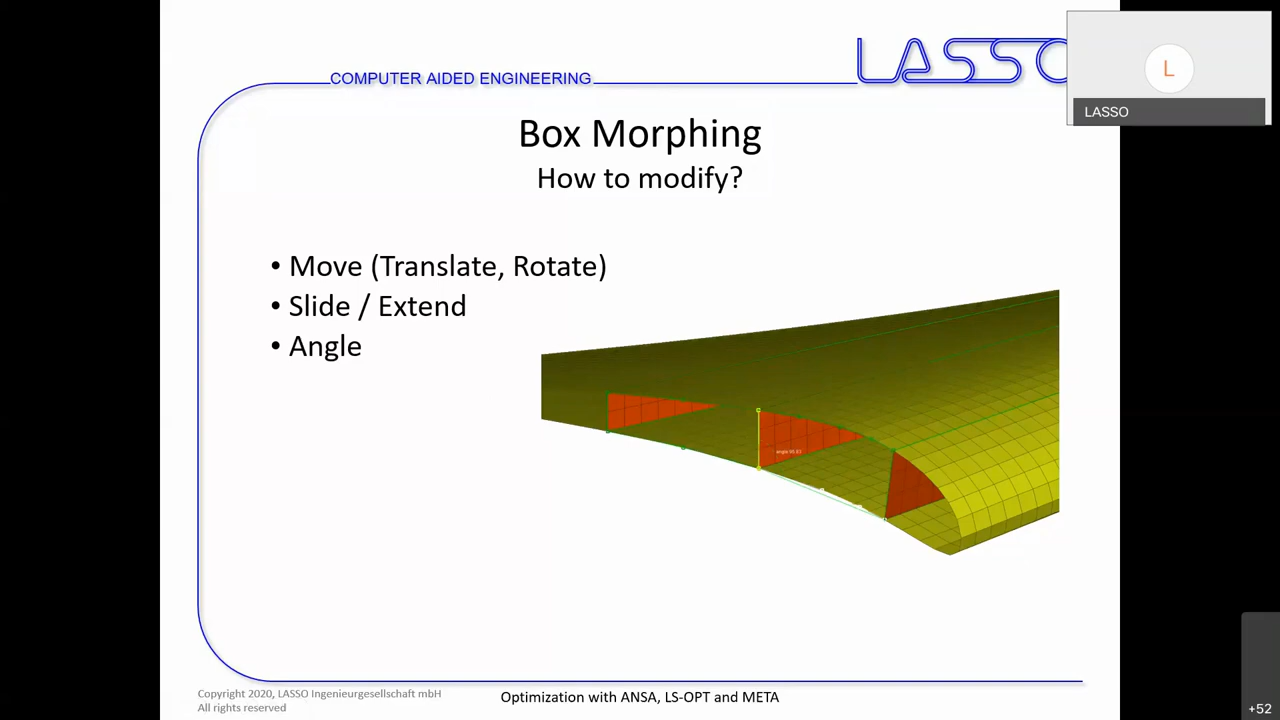 COMPUTER AIDED ENGINEERING
LASSO
L
LASSO
Box Morphing
How to modify?
• Move (Translate, Rotate)
• Slide / Extend
• Angle
Copyright 2020, LASSO Ingenieurgesellschaft mbH
All rights reserved
Optimization with ANSA, LS-OPT and META
+52